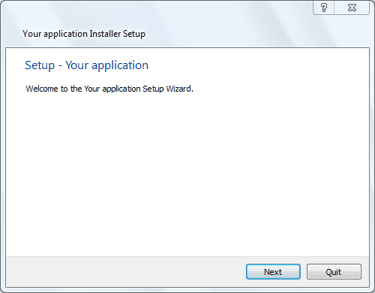 ?
X
Your application Installer Setup
Setup - Your application
Welcome to the Your application Setup Wizard.
Next
Quit